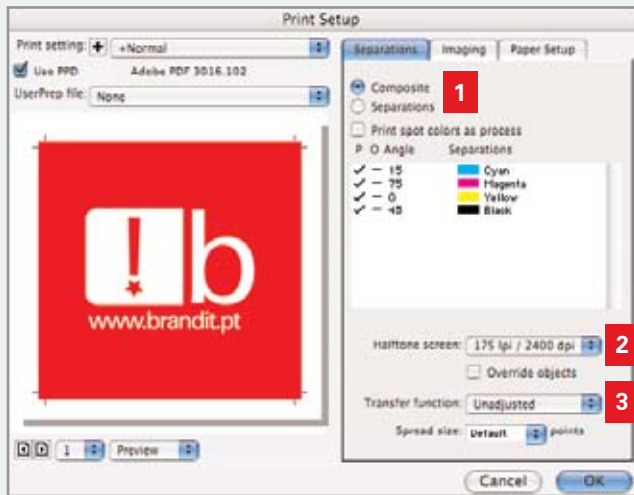 Print Setup
Print setting: + +Normal
Use PPD Adobe PDF 3016.102
UserPrep file: None
!b
www.brandit.pt
1 Preview
Separations Imaging Paper Setup
Composite
Separations
1
Print spot colors as process
P O Angle Separations
15 Cyan
75 Magenta
0 Yellow
45 Black
Halftone screen: 175 lpi / 2400 dpi 2
Override objects
Transfer function: Unadjusted 3
Spread size: Default points
Cancel OK